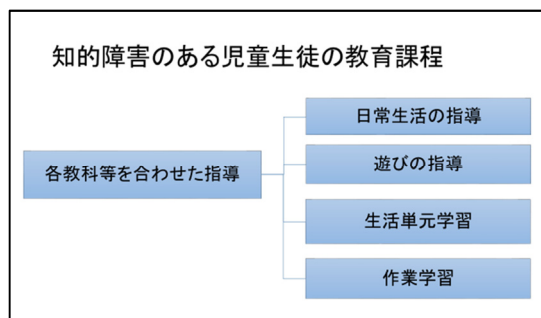 知的障害のある児童生徒の教育課程
各教科等を合わせた指導
日常生活の指導
遊びの指導
生活単元学習
作業学習